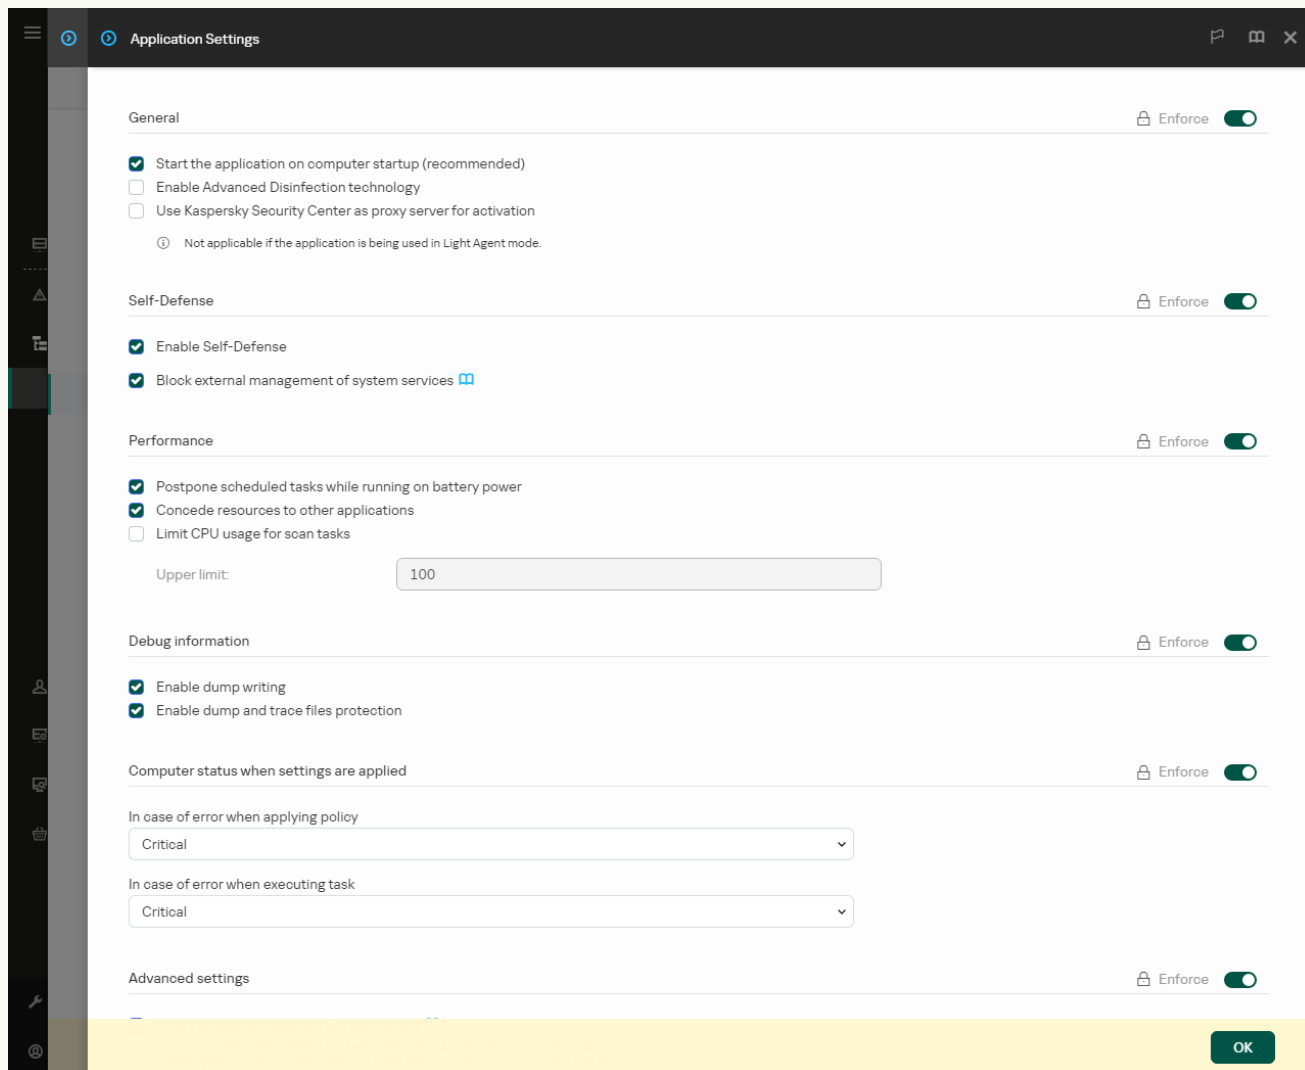 Application Settings
General
Enforce
Start the application on computer startup (recommended)
Enable Advanced Disinfection technology
Use Kaspersky Security Center as proxy server for activation
Not applicable if the application is being used in Light Agent mode.
Self-Defense
Enforce
Enable Self-Defense
Block external management of system services
Performance
Enforce
Postpone scheduled tasks while running on battery power
Concede resources to other applications
Limit CPU usage for scan tasks
Upper limit:
100
Debug information
Enforce
Enable dump writing
Enable dump and trace files protection
Computer status when settings are applied
Enforce
In case of error when applying policy
Critical
In case of error when executing task
Critical
Advanced settings
Enforce
OK